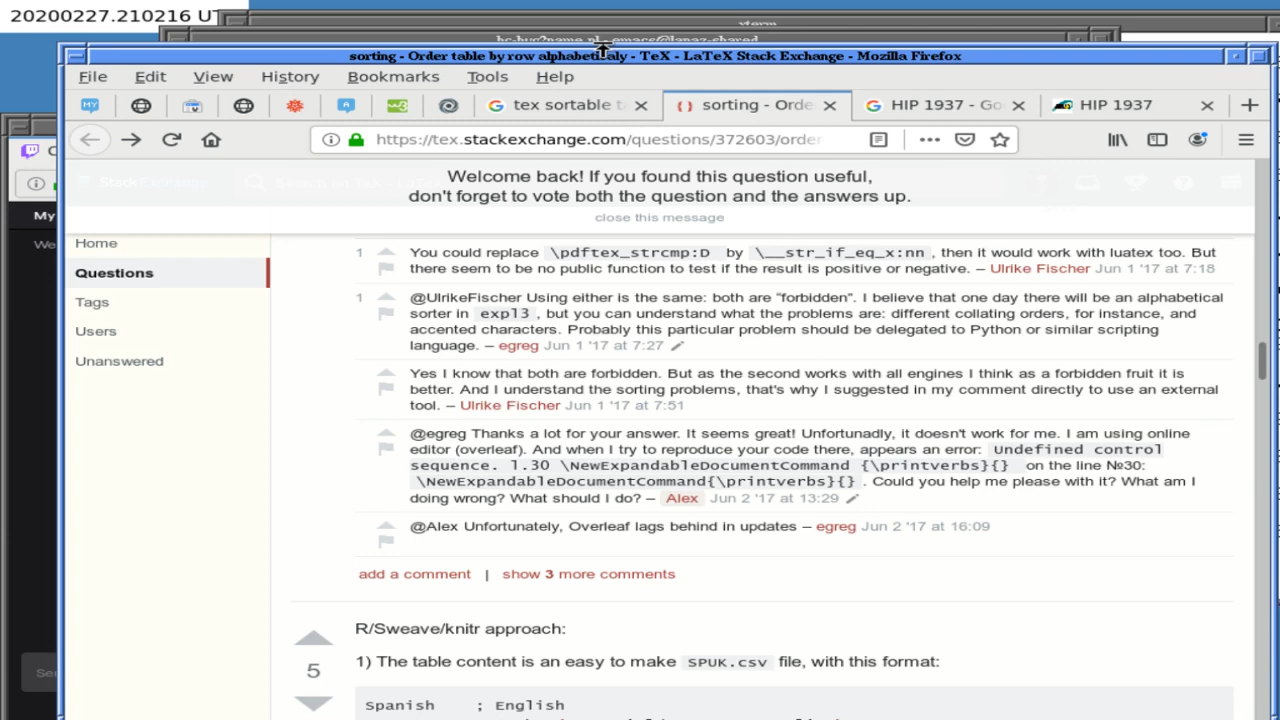 20200227.210216 U
xterm
sorting - Order table by row alphabetically - TeX - LaTeX Stack Exchange - Mozilla Firefox
File Edit View History Bookmarks Tools Help
MY A tex sortable t × { } sorting - Orde × HIP 1937 - Go × HIP 1937 × +
https://tex.stackexchange.com/questions/372603/order
Welcome back! If you found this question useful,
don't forget to vote both the question and the answers up.
close this message
My
We
Home
Questions
Tags
Users
Unanswered
1 You could replace \pdftex_strcmp:D by \__str_if_eq_x:nn , then it would work with luatex too. But
there seem to be no public function to test if the result is positive or negative. – Ulrike Fischer Jun 1 '17 at 7:18
1 @UlrikeFischer Using either is the same: both are "forbidden". I believe that one day there will be an alphabetical
sorter in expl3 , but you can understand what the problems are: different collating orders, for instance, and
accented characters. Probably this particular problem should be delegated to Python or similar scripting
language. – egreg Jun 1 '17 at 7:27
Yes I know that both are forbidden. But as the second works with all engines I think as a forbidden fruit it is
better. And I understand the sorting problems, that's why I suggested in my comment directly to use an external
tool. – Ulrike Fischer Jun 1 '17 at 7:51
@egreg Thanks a lot for your answer. It seems great! Unfortunadly, it doesn't work for me. I am using online
editor (overleaf). And when I try to reproduce your code there, appears an error: Undefined control
sequence. l.30 \NewExpandableDocumentCommand {\printverbs}{} on the line №30:
\NewExpandableDocumentCommand{\printverbs}{} . Could you help me please with it? What am I
doing wrong? What should I do? – Alex Jun 2 '17 at 13:29
@Alex Unfortunately, Overleaf lags behind in updates – egreg Jun 2 '17 at 16:09
add a comment | show 3 more comments
R/Sweave/knitr approach:
5
1) The table content is an easy to make SPUK.csv file, with this format:
Spanish ; English